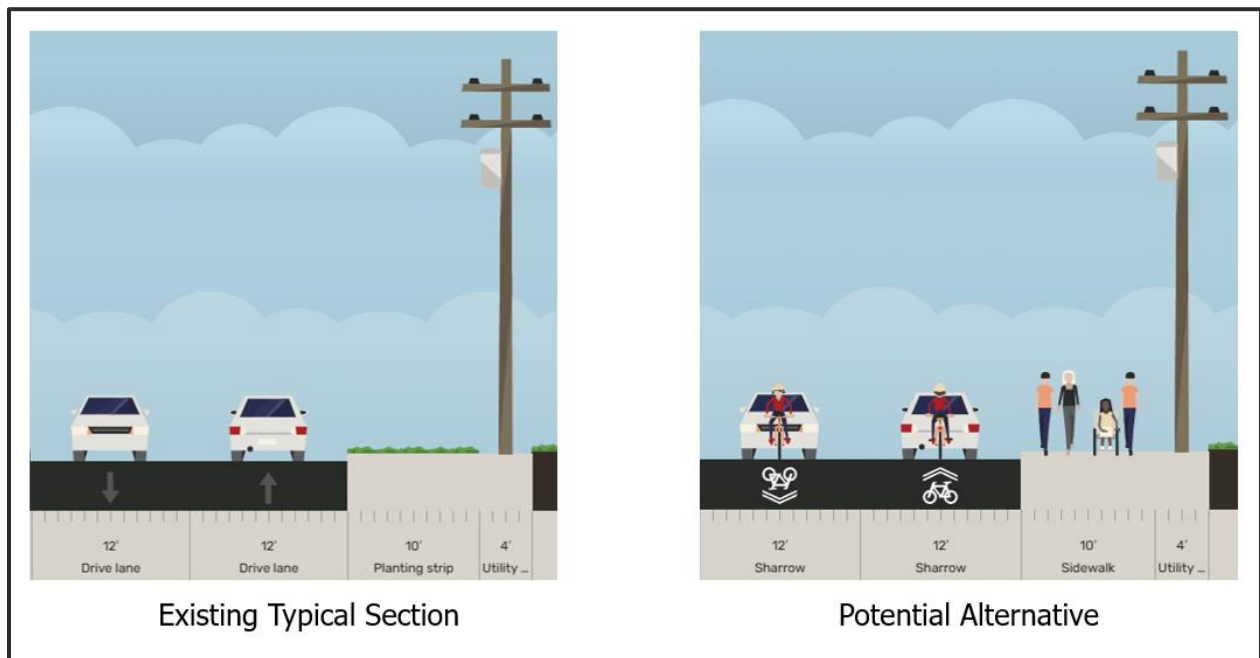 12' 12' 10' 4'
Drive lane Drive lane Planting strip Utility ...
Existing Typical Section
12' 12' 10' 4'
Sharrow Sharrow Sidewalk Utility ...
Potential Alternative